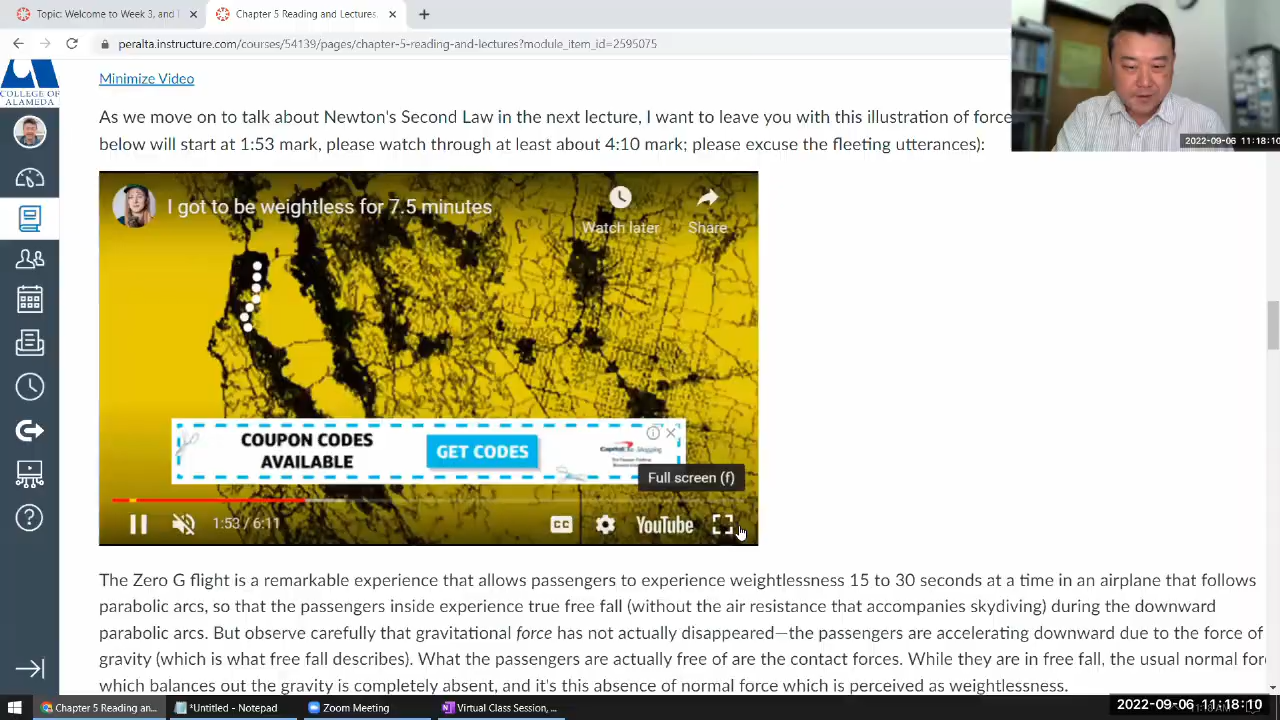 Topic: Welcome to Week 3, and
Chapter 5 Reading and Lectures
peralta.instructure.com/courses/54139/pages/chapter-5-reading-and-lectures?module_item_id=2595075
COLLEGE OF
ALAMEDA
Minimize Video
As we move on to talk about Newton's Second Law in the next lecture, I want to leave you with this illustration of force
below will start at 1:53 mark, please watch through at least about 4:10 mark; please excuse the fleeting utterances):
2022-09-06 11:18:10
I got to be weightless for 7.5 minutes
Watch later
Share
COUPON CODES
AVAILABLE
GET CODES
Full screen (f)
1:53 / 6:11
CC
YouTube
The Zero G flight is a remarkable experience that allows passengers to experience weightlessness 15 to 30 seconds at a time in an airplane that follows
parabolic arcs, so that the passengers inside experience true free fall (without the air resistance that accompanies skydiving) during the downward
parabolic arcs. But observe carefully that gravitational force has not actually disappeared—the passengers are accelerating downward due to the force of
gravity (which is what free fall describes). What the passengers are actually free of are the contact forces. While they are in free fall, the usual normal for
which balances out the gravity is completely absent, and it's this absence of normal force which is perceived as weightlessness.
Chapter 5 Reading an...
*Untitled - Notepad
Zoom Meeting
Virtual Class Session, ...
2022-09-06 11:18:10